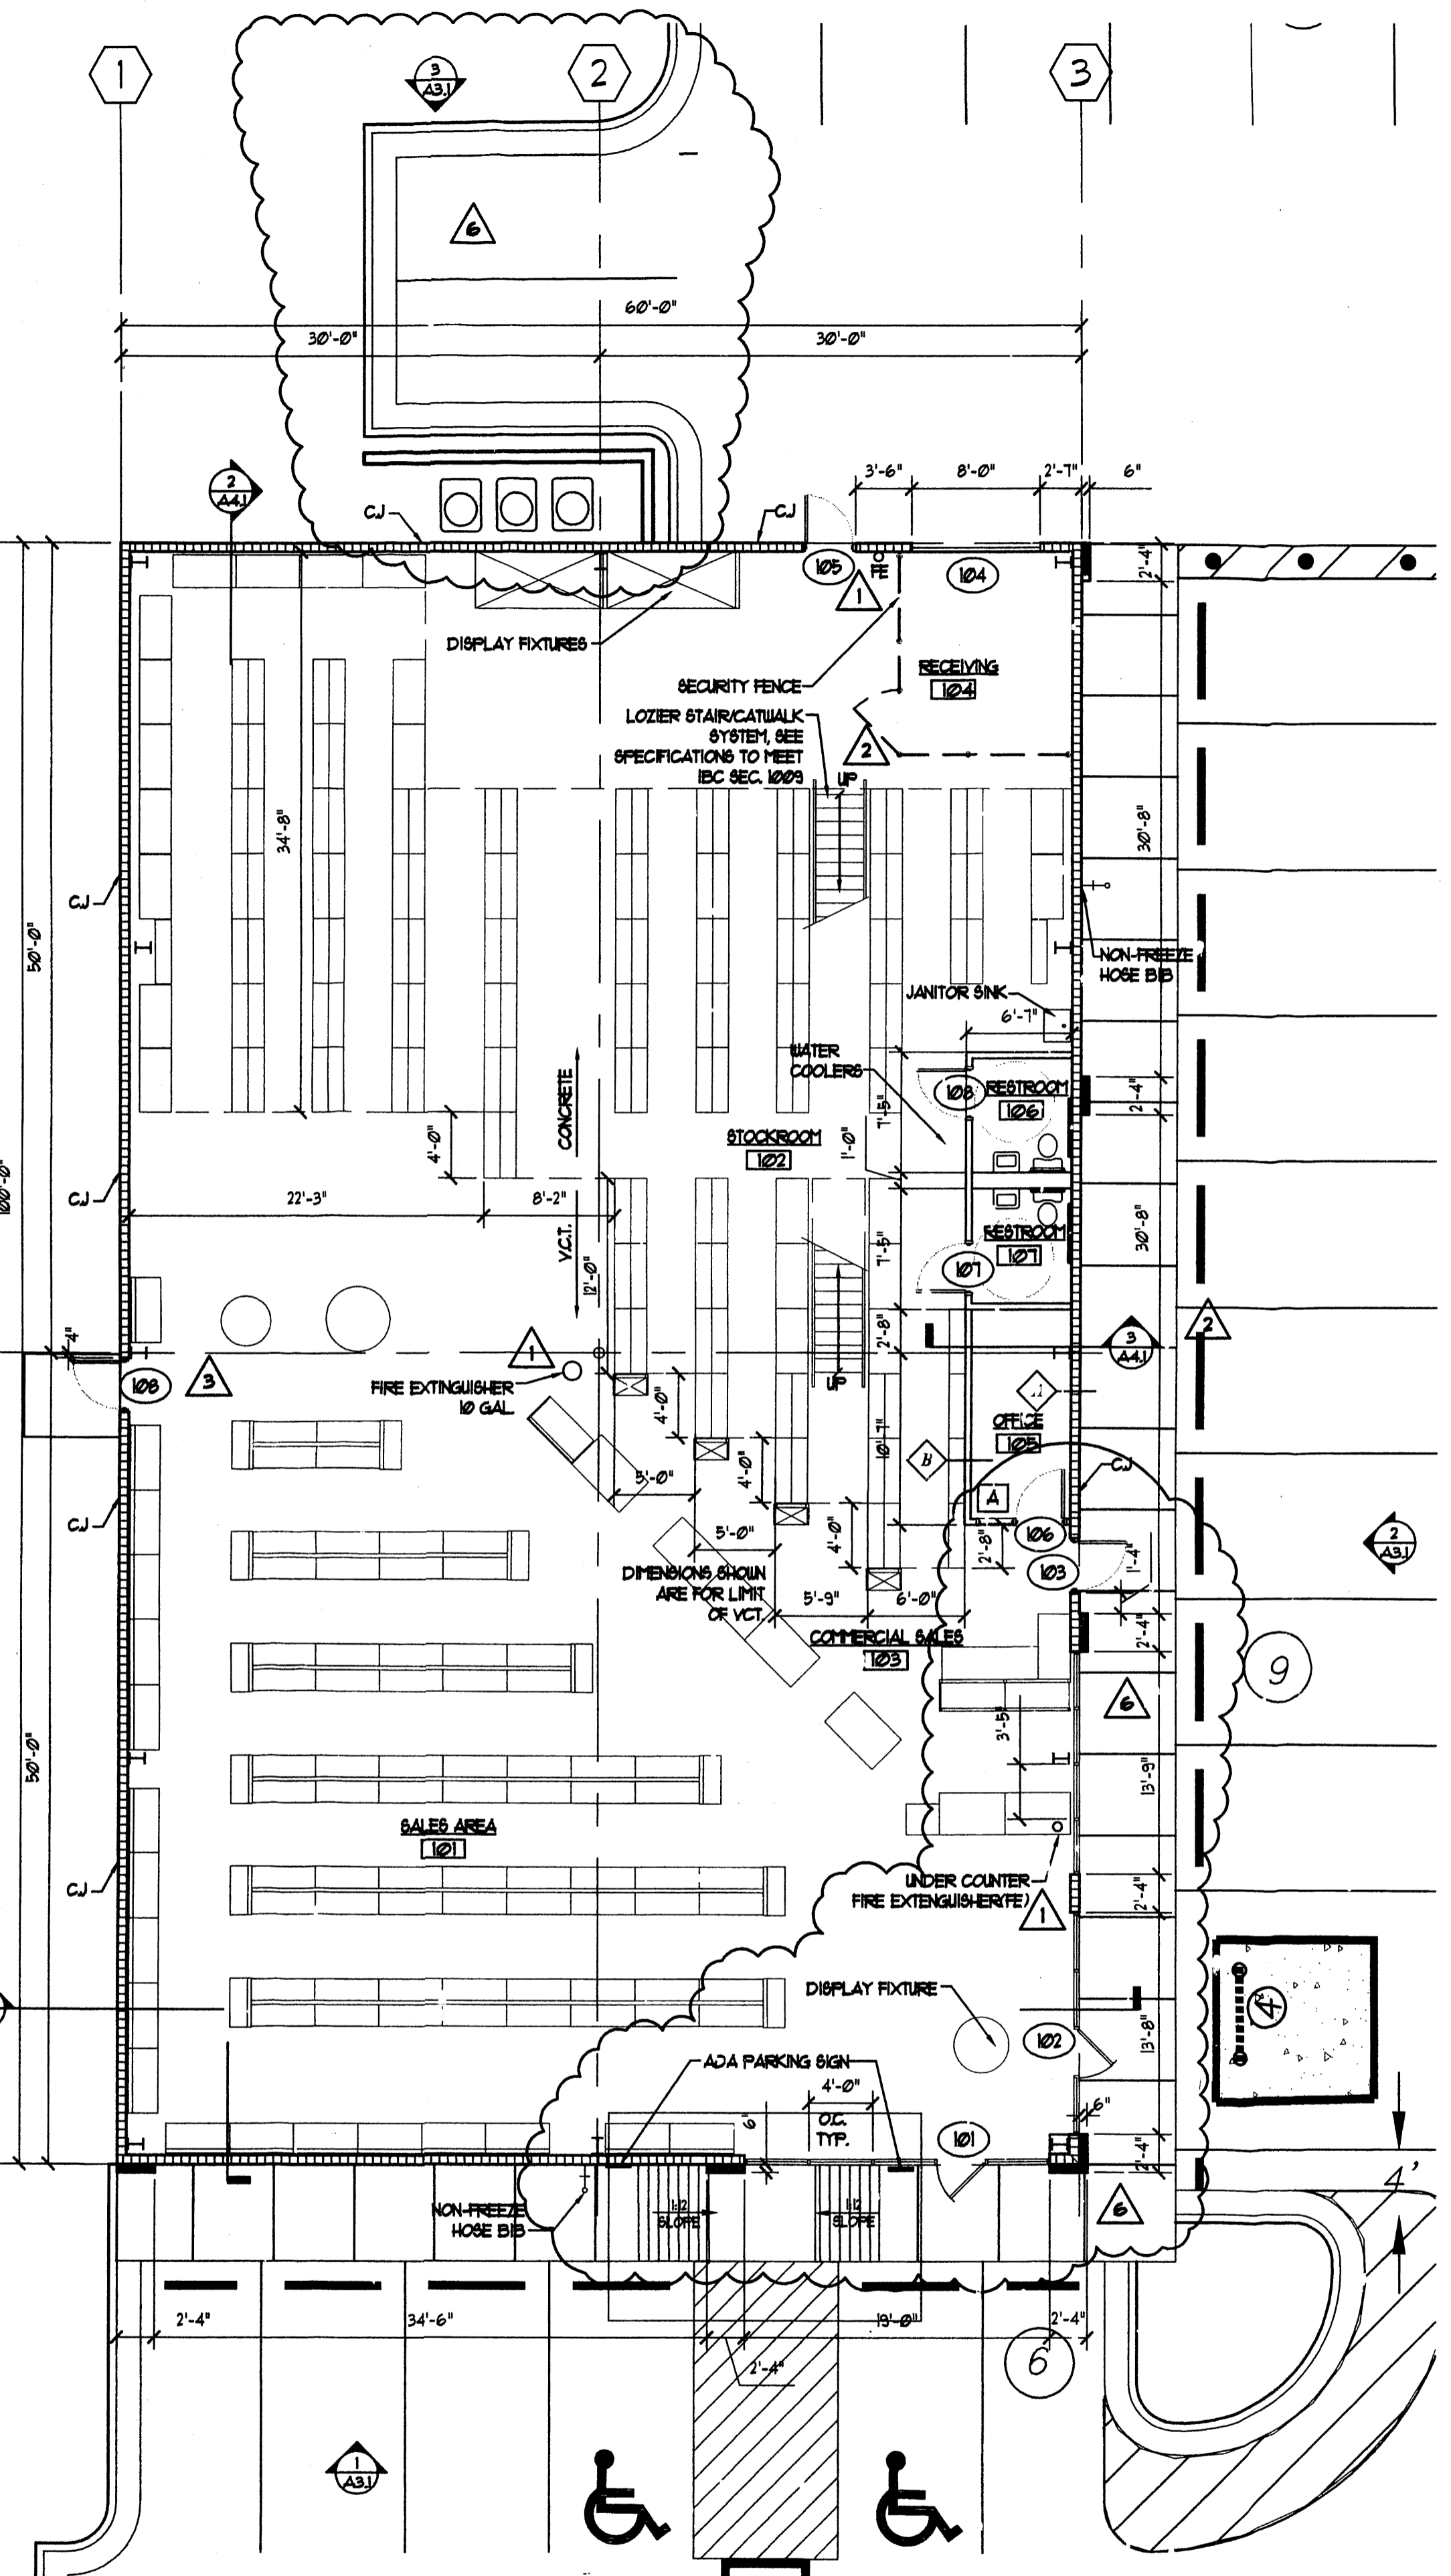 1
2
3
3
A3.1
6
60'-0"
30'-0"
30'-0"
3'-6"
8'-0"
2'-7"
6"
2
A4.1
C.J
C.J
105
FE
104
2'-4"
1
DISPLAY FIXTURES
SECURITY FENCE
RECEIVING
104
LOZIER STAIR/CATWALK
SYSTEM, SEE
SPECIFICATIONS TO MEET
IBC SEC. 1009
2
UP
34'-8"
30'-8"
C.J
50'-0"
NON-FREEZE
HOSE BIB
JANITOR SINK
6'-7"
WATER
COOLERS
108
RESTROOM
106
2'-4"
CONCRETE
7'-5"
STOCKROOM
102
1'-0"
4'-0"
100'-0"
C.J
22'-3"
8'-2"
V.C.T.
12'-0"
7'-5"
RESTROOM
107
107
30'-8"
2'-8"
3
A4.1
2
4"
1
108
3
FIRE EXTINGUISHER
10 GAL.
UP
4'-0"
A
OFFICE
105
10'-7"
B
5'-0"
4'-0"
C.J
A
C.J
5'-0"
4'-0"
2'-8"
106
103
1'-4"
2
A3.1
DIMENSIONS SHOWN
ARE FOR LIMIT
OF VCT.
5'-9"
6'-0"
COMMERCIAL SALES
103
2'-4"
9
6
3'-5"
50'-0"
13'-9"
SALES AREA
101
C.J
UNDER COUNTER
FIRE EXTENGUISHER(FE)
1
2'-4"
DISPLAY FIXTURE
4
102
13'-8"
ADA PARKING SIGN
4'-0"
O.C.
TYP.
6"
101
6"
2'-4"
4'
NON-FREEZE
HOSE BIB
1:12
SLOPE
1:12
SLOPE
6
2'-4"
34'-6"
19'-0"
2'-4"
2'-4"
6
1
A3.1